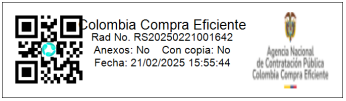 Colombia Compra Eficiente
Rad No. RS20250221001642
Anexos: No Con copia: No
Fecha: 21/02/2025 15:55:44
Agencia Nacional
de Contratación Pública
Colombia Compra Eficiente